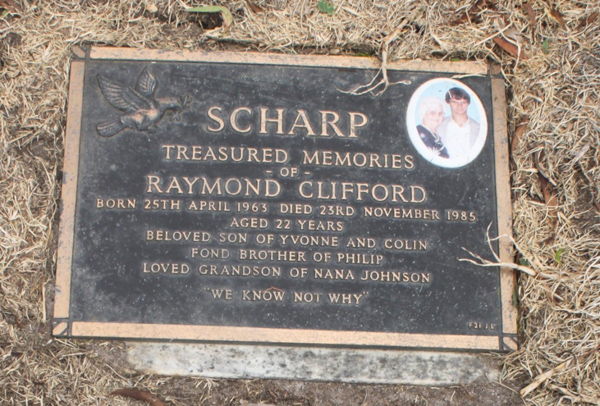 SCHARP
TREASURED MEMORIES
- OF -
RAYMOND CLIFFORD
BORN 25TH APRIL 1963 DIED 23RD NOVEMBER 1985
AGED 22 YEARS
BELOVED SON OF YVONNE AND COLIN
FOND BROTHER OF PHILIP
LOVED GRANDSON OF NANA JOHNSON
"WE KNOW NOT WHY"